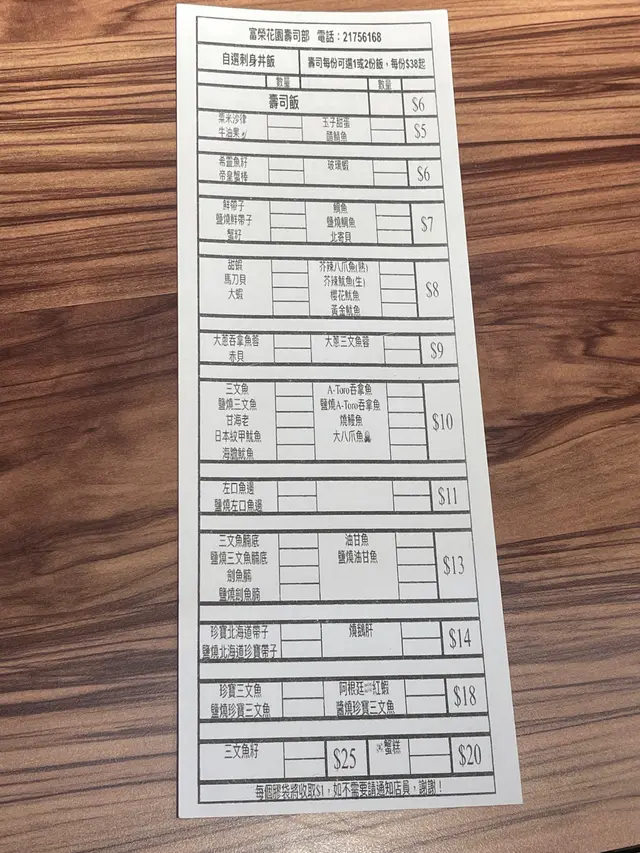 富榮花園壽司部 電話：21756168
自選刺身丼飯 壽司每份可選1或2份飯，每份$38起
數量 數量
壽司飯 $6
粟米沙律 玉子甜蛋 $5
牛油粟 醋鯖魚
希靈魚籽 玻璃蝦 $6
帝皇蟹棒
鮮帶子 鯛魚 $7
鹽燒鮮帶子 鹽燒鯛魚
蟹籽 北寄貝
甜蝦 芥辣八爪魚(熟) $8
馬刀貝 芥辣魷魚(生)
大蝦 櫻花魷魚
黃金魷魚
大蔥吞拿魚蓉 大蔥三文魚蓉 $9
赤貝
三文魚 A-Toro吞拿魚 $10
鹽燒三文魚 鹽燒A-Toro吞拿魚
甘海老 燒鰻魚
日本紋甲魷魚 大八爪魚
海膽魷魚
左口魚邊 $11
鹽燒左口魚邊
三文魚腩底 油甘魚 $13
鹽燒三文魚腩底 鹽燒油甘魚
劍魚腩
鹽燒劍魚腩
珍寶北海道帶子 燒鵝肝 $14
鹽燒北海道珍寶帶子
珍寶三文魚 阿根廷紅蝦 $18
鹽燒珍寶三文魚 醬燒珍寶三文魚
三文魚籽 $25 蟹糕 $20
每個膠袋將收取$1，如不需要請通知店員，謝謝！